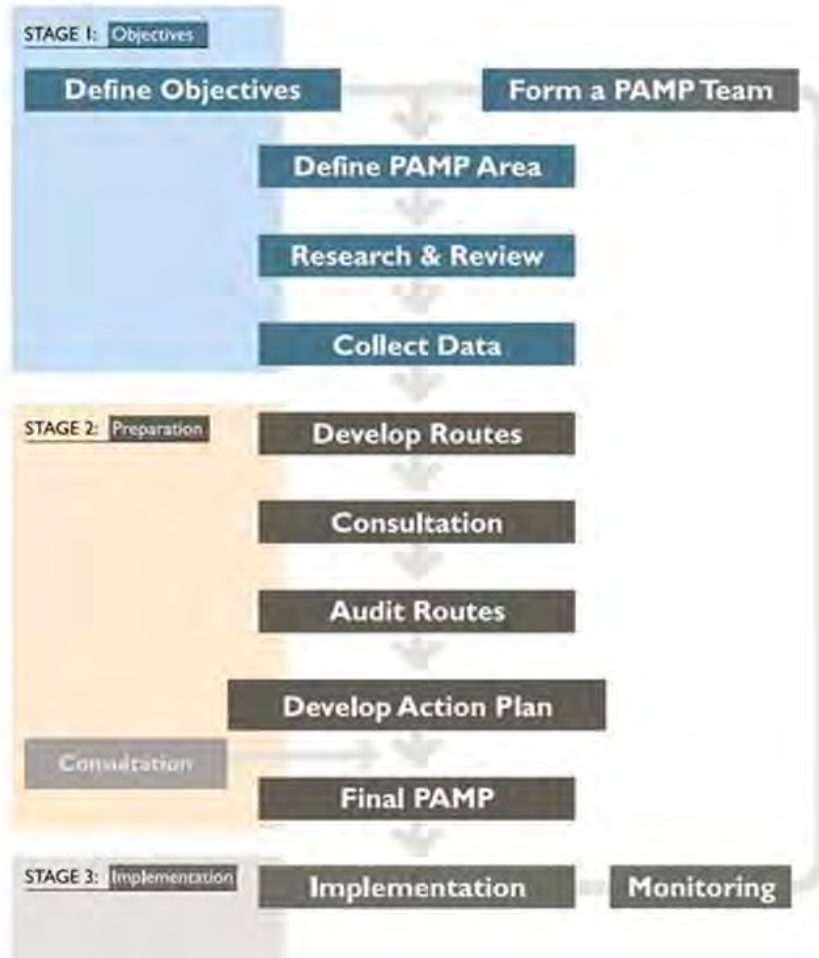 STAGE 1: Objectives
Define Objectives
Form a PAMP Team
Define PAMP Area
Research & Review
Collect Data
STAGE 2: Preparation
Develop Routes
Consultation
Audit Routes
Develop Action Plan
Consultation
Final PAMP
STAGE 3: Implementation
Implementation
Monitoring